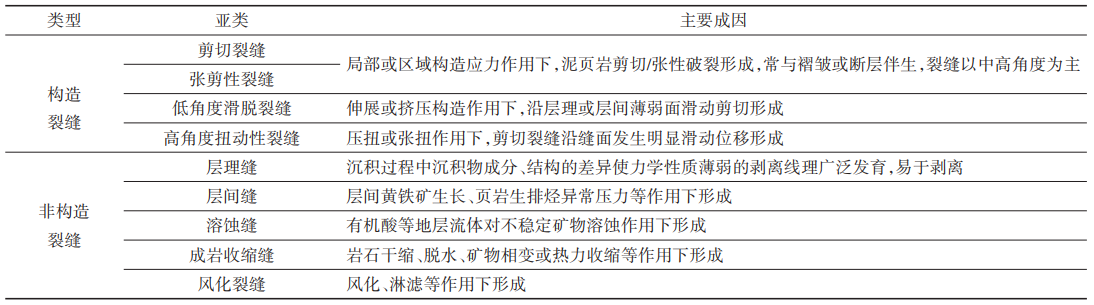 类型 亚类 主要成因
构造
裂缝
剪切裂缝
张剪性裂缝
局部或区域构造应力作用下,泥页岩剪切/张性破裂形成,常与褶皱或断层伴生,裂缝以中高角度为主
低角度滑脱裂缝 伸展或挤压构造作用下,沿层理或层间薄弱面滑动剪切形成
高角度扭动性裂缝 压扭或张扭作用下,剪切裂缝沿缝面发生明显滑动位移形成
非构造
裂缝
层理缝 沉积过程中沉积物成分、结构的差异使力学性质薄弱的剥离线理广泛发育,易于剥离
层间缝 层间黄铁矿生长、页岩生排烃异常压力等作用下形成
溶蚀缝 有机酸等地层流体对不稳定矿物溶蚀作用下形成
成岩收缩缝 岩石干缩、脱水、矿物相变或热力收缩等作用下形成
风化裂缝 风化、淋滤等作用下形成